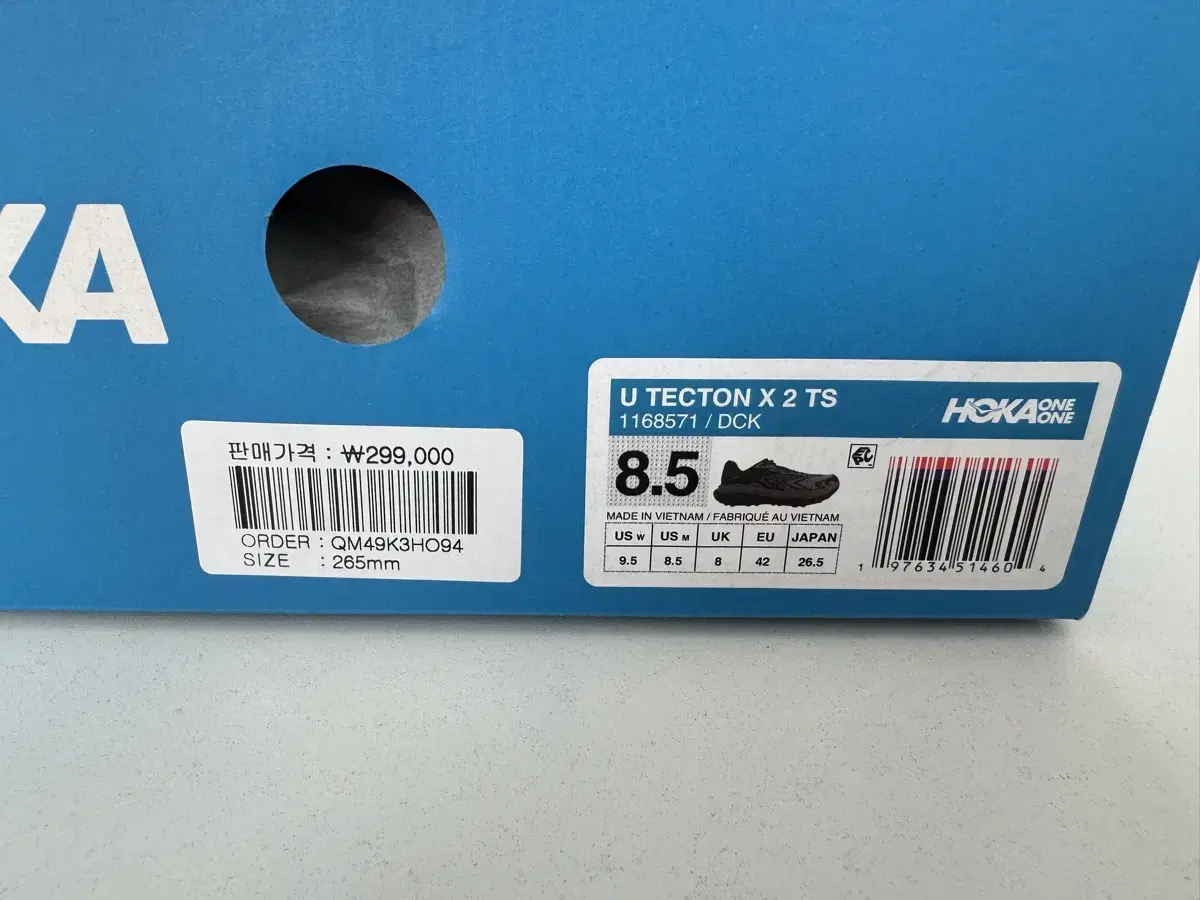 KA
판매가격 : ₩299,000
ORDER : QM49K3HO94
SIZE : 265mm
U TECTON X 2 TS
1168571 / DCK
HOKA ONE ONE
8.5
MADE IN VIETNAM / FABRIQUÉ AU VIETNAM
US W US M UK EU JAPAN
9.5 8.5 8 42 26.5
1 97634 51460 4